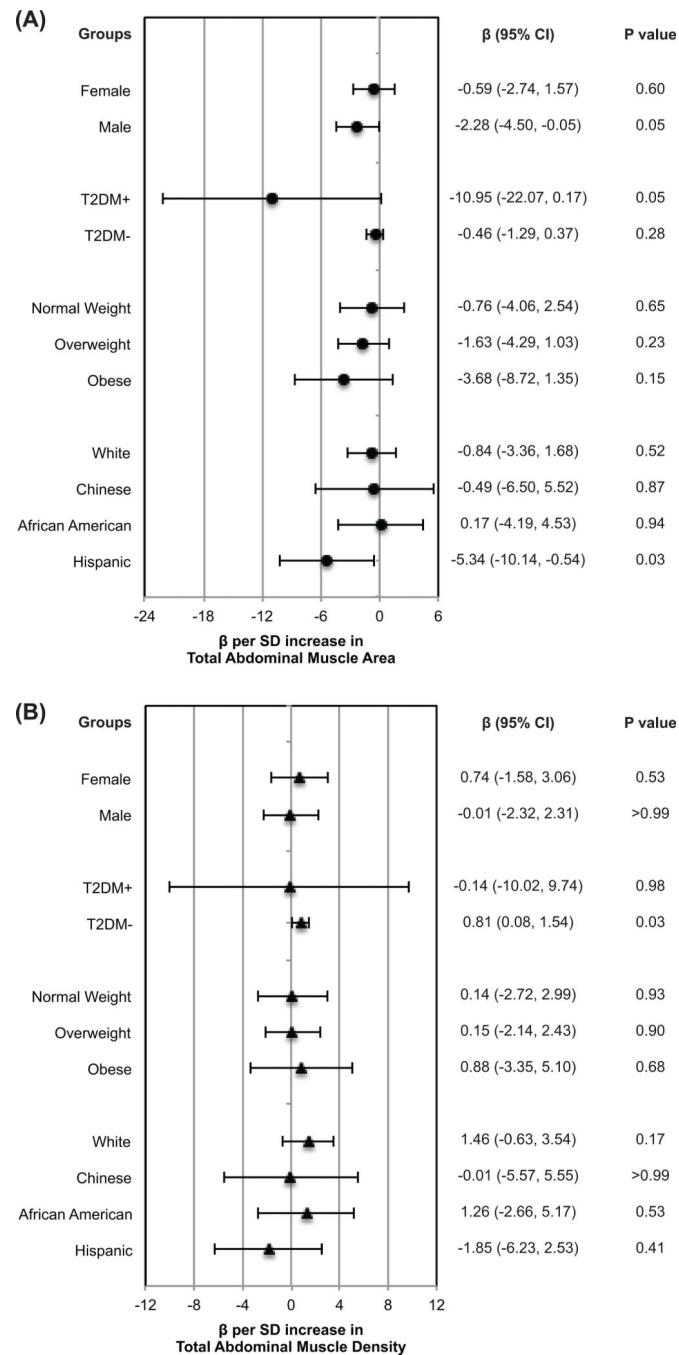 (A)
Groups β (95% CI) P value
Female -0.59 (-2.74, 1.57) 0.60
Male -2.28 (-4.50, -0.05) 0.05
T2DM+ -10.95 (-22.07, 0.17) 0.05
T2DM- -0.46 (-1.29, 0.37) 0.28
Normal Weight -0.76 (-4.06, 2.54) 0.65
Overweight -1.63 (-4.29, 1.03) 0.23
Obese -3.68 (-8.72, 1.35) 0.15
White -0.84 (-3.36, 1.68) 0.52
Chinese -0.49 (-6.50, 5.52) 0.87
African American 0.17 (-4.19, 4.53) 0.94
Hispanic -5.34 (-10.14, -0.54) 0.03
-24 -18 -12 -6 0 6
β per SD increase in
Total Abdominal Muscle Area
(B)
Groups β (95% CI) P value
Female 0.74 (-1.58, 3.06) 0.53
Male -0.01 (-2.32, 2.31) >0.99
T2DM+ -0.14 (-10.02, 9.74) 0.98
T2DM- 0.81 (0.08, 1.54) 0.03
Normal Weight 0.14 (-2.72, 2.99) 0.93
Overweight 0.15 (-2.14, 2.43) 0.90
Obese 0.88 (-3.35, 5.10) 0.68
White 1.46 (-0.63, 3.54) 0.17
Chinese -0.01 (-5.57, 5.55) >0.99
African American 1.26 (-2.66, 5.17) 0.53
Hispanic -1.85 (-6.23, 2.53) 0.41
-12 -8 -4 0 4 8 12
β per SD increase in
Total Abdominal Muscle Density